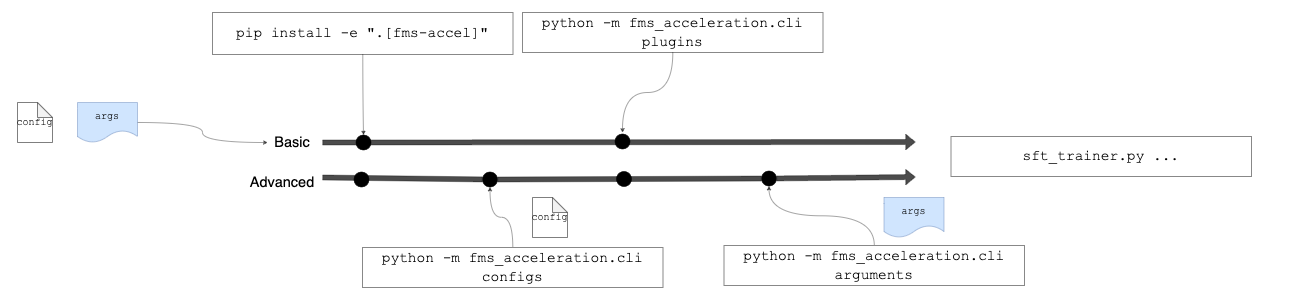 pip install -e ".[fms-accel]"
python -m fms_acceleration.cli
plugins
config
args
Basic
sft_trainer.py ...
Advanced
config
args
python -m fms_acceleration.cli
configs
python -m fms_acceleration.cli
arguments